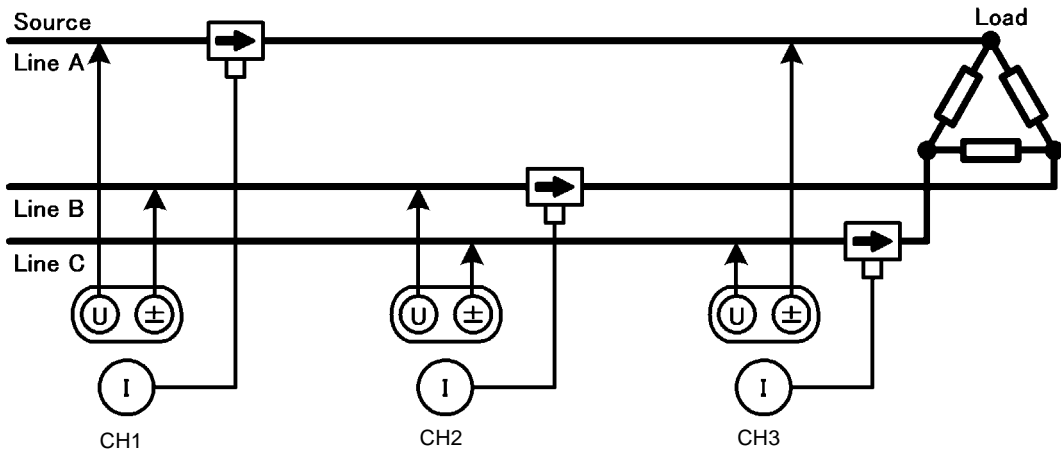 Source
Load
Line A
Line B
Line C
U ±
U ±
U ±
I
I
I
CH1
CH2
CH3